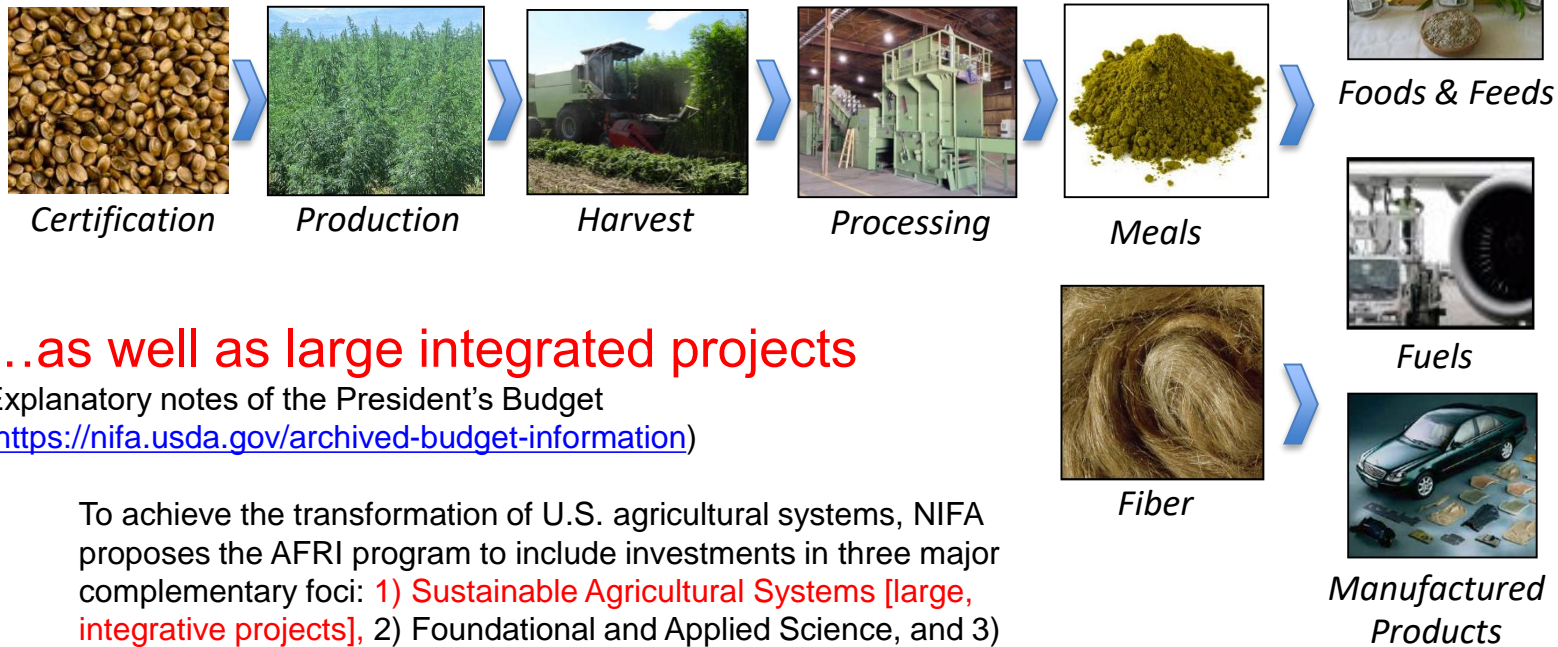 Certification
Production
Harvest
Processing
Meals
Foods & Feeds
Fuels
Fiber
Manufactured
Products
…as well as large integrated projects
Explanatory notes of the President's Budget
https://nifa.usda.gov/archived-budget-information)
To achieve the transformation of U.S. agricultural systems, NIFA
proposes the AFRI program to include investments in three major
complementary foci: 1) Sustainable Agricultural Systems [large,
integrative projects], 2) Foundational and Applied Science, and 3)